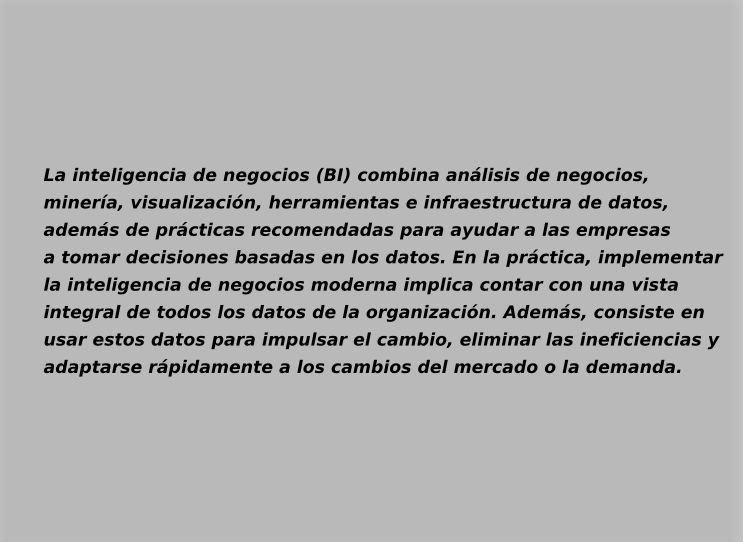 La inteligencia de negocios (BI) combina análisis de negocios,
minería, visualización, herramientas e infraestructura de datos,
además de prácticas recomendadas para ayudar a las empresas
a tomar decisiones basadas en los datos. En la práctica, implementar
la inteligencia de negocios moderna implica contar con una vista
integral de todos los datos de la organización. Además, consiste en
usar estos datos para impulsar el cambio, eliminar las ineficiencias y
adaptarse rápidamente a los cambios del mercado o la demanda.